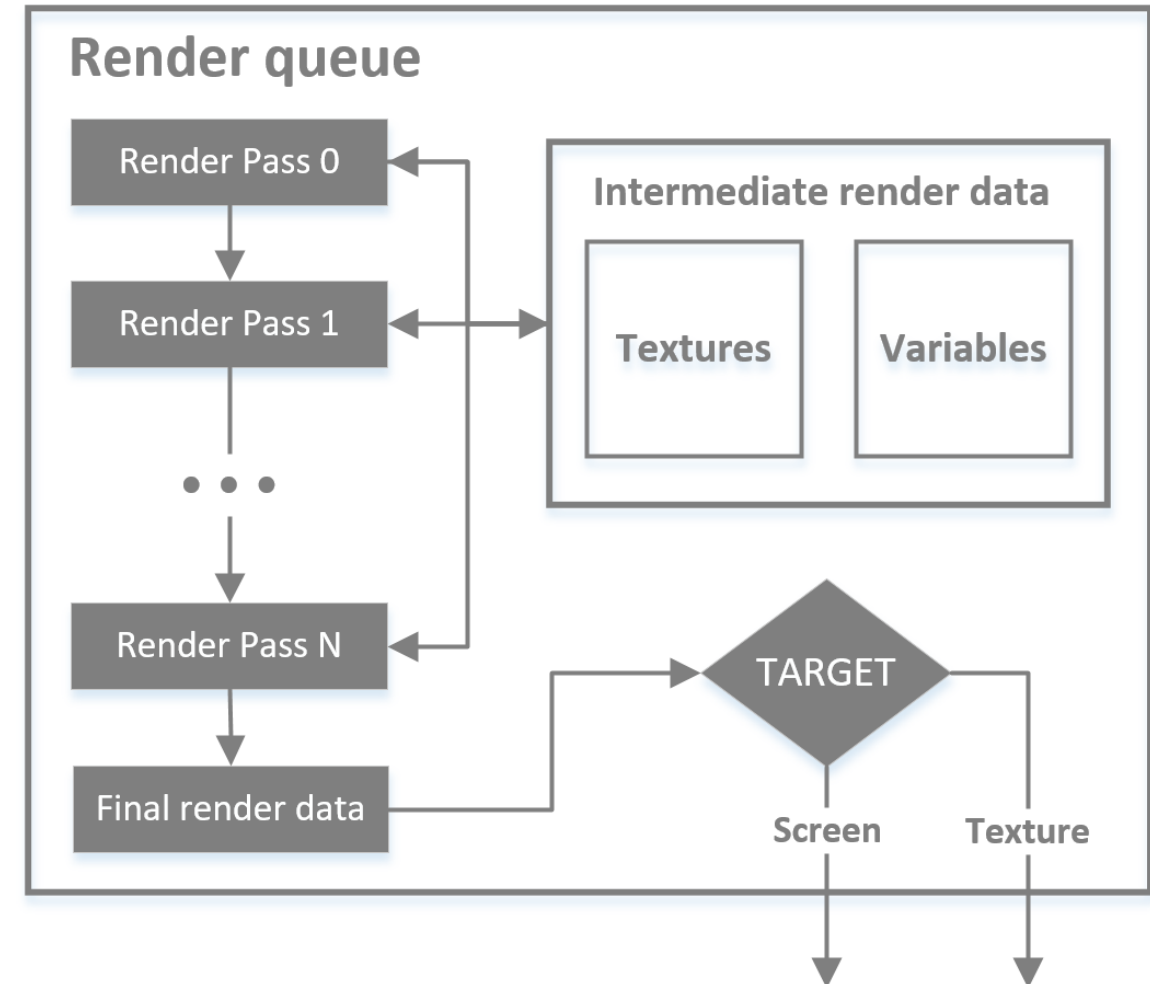 Render queue
Render Pass 0
Intermediate render data
Render Pass 1
Textures
Variables
• • •
Render Pass N
TARGET
Final render data
Screen
Texture